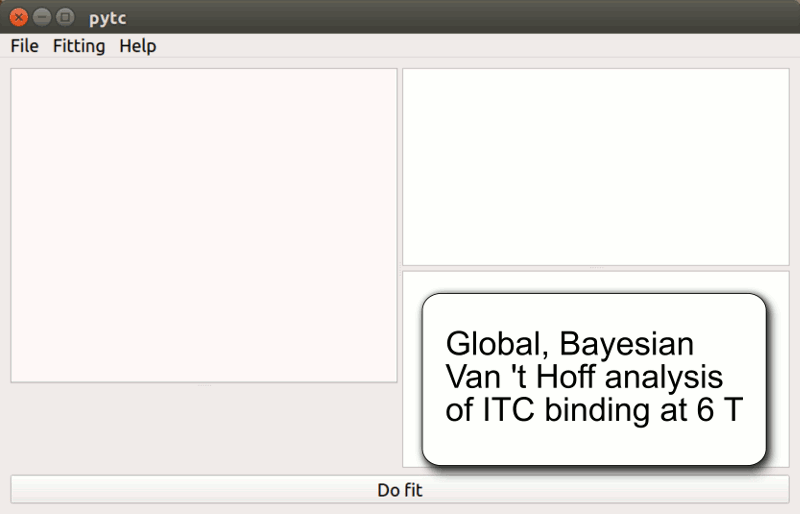 pytc
File Fitting Help
Global, Bayesian
Van 't Hoff analysis
of ITC binding at 6 T
Do fit